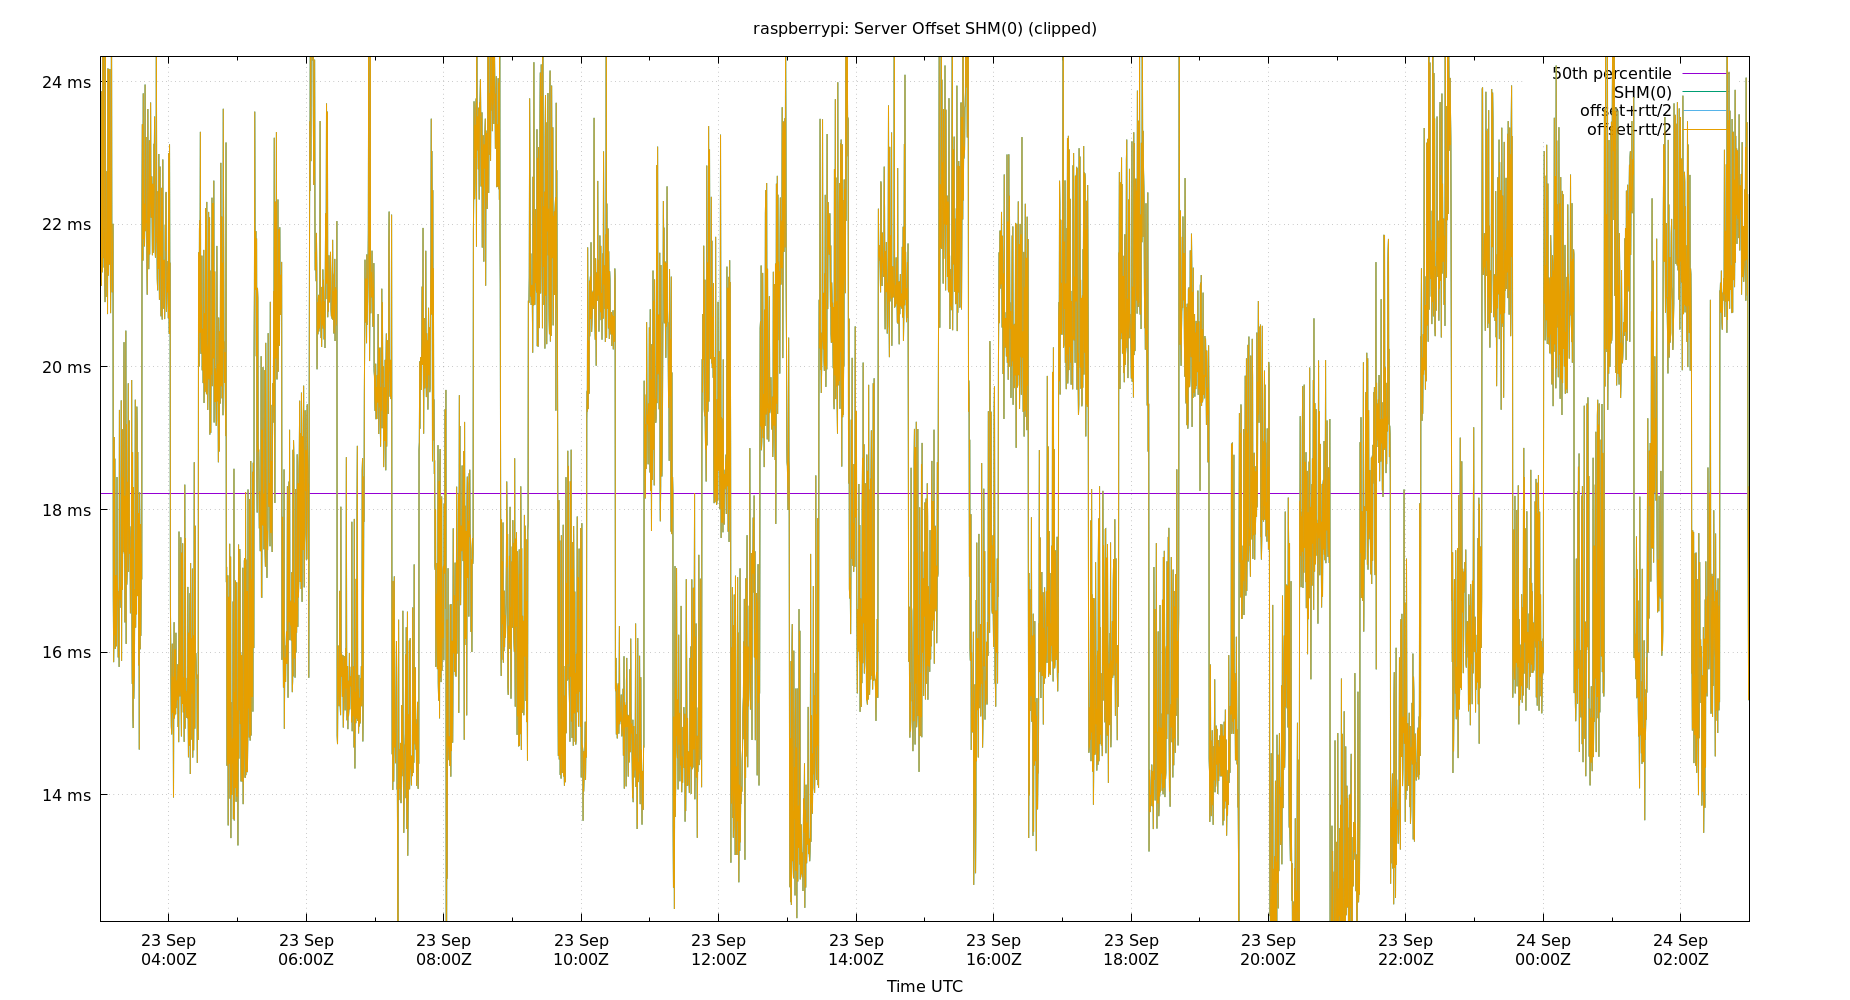 raspberrypi: Server Offset SHM(0) (clipped)
50th percentile
SHM(0)
offset+rtt/2
offset-rtt/2
24 ms
22 ms
20 ms
18 ms
16 ms
14 ms
23 Sep 23 Sep 23 Sep 23 Sep 23 Sep 23 Sep 23 Sep 23 Sep 23 Sep 23 Sep 24 Sep 24 Sep
04:00Z 06:00Z 08:00Z 10:00Z 12:00Z 14:00Z 16:00Z 18:00Z 20:00Z 22:00Z 00:00Z 02:00Z
Time UTC